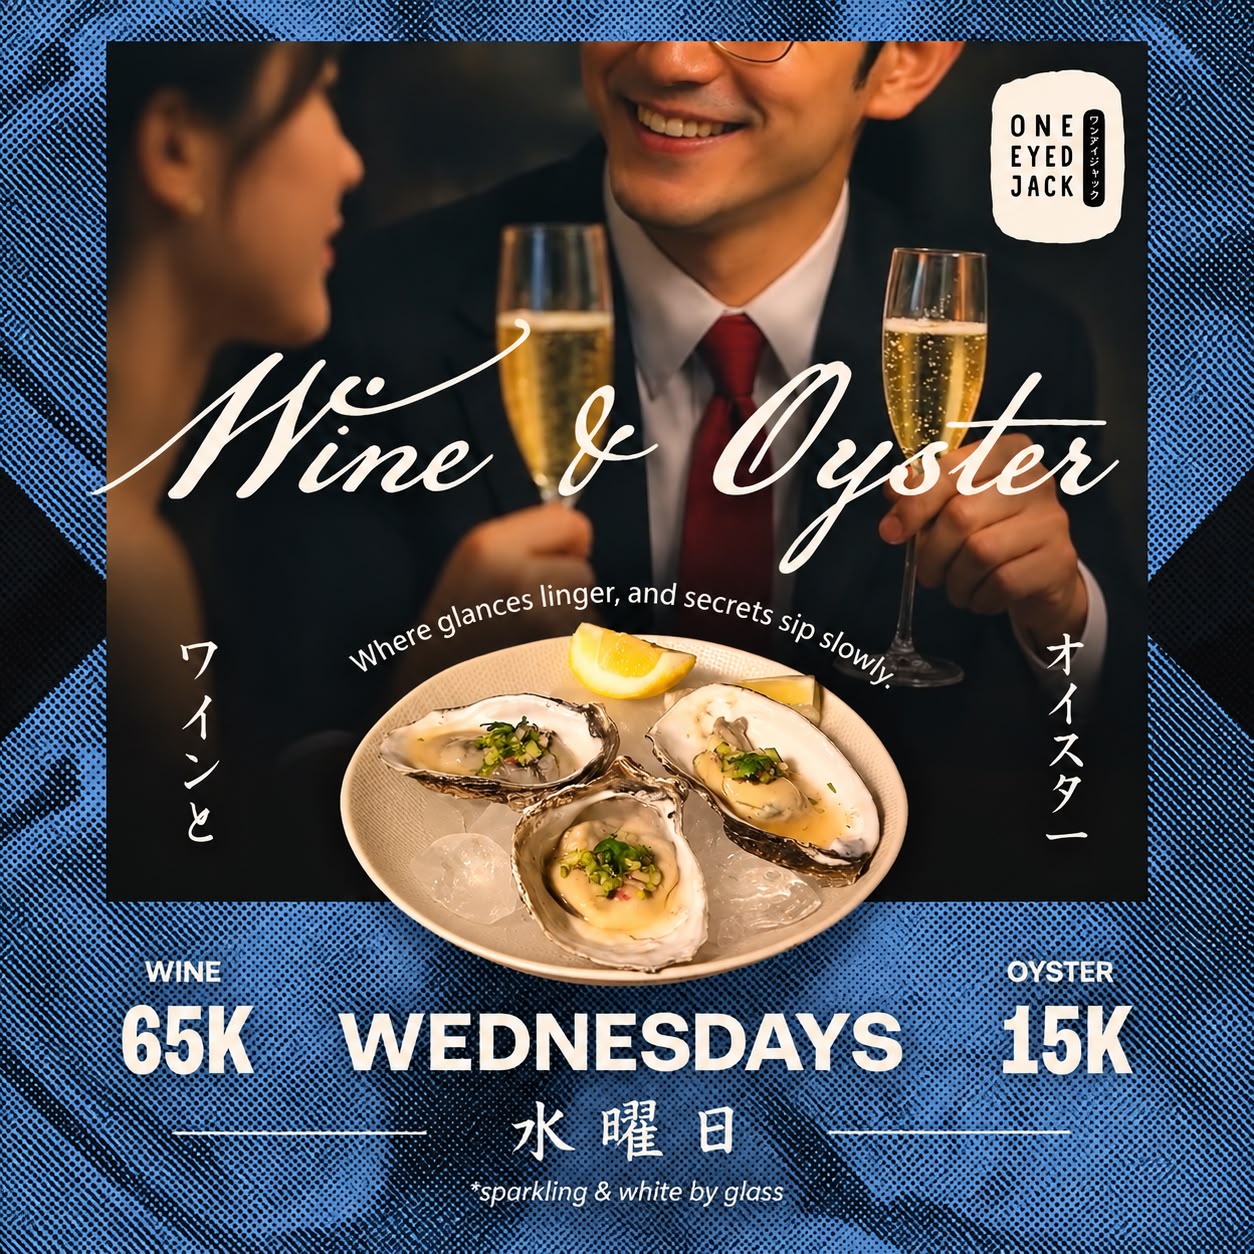 ONE
EYED
JACK
ワンアイジャック
Wine & Oyster
Where glances linger, and secrets sip slowly.
ワインと
オイスター
WINE
65K
WEDNESDAYS
OYSTER
15K
水曜日
*sparkling & white by glass